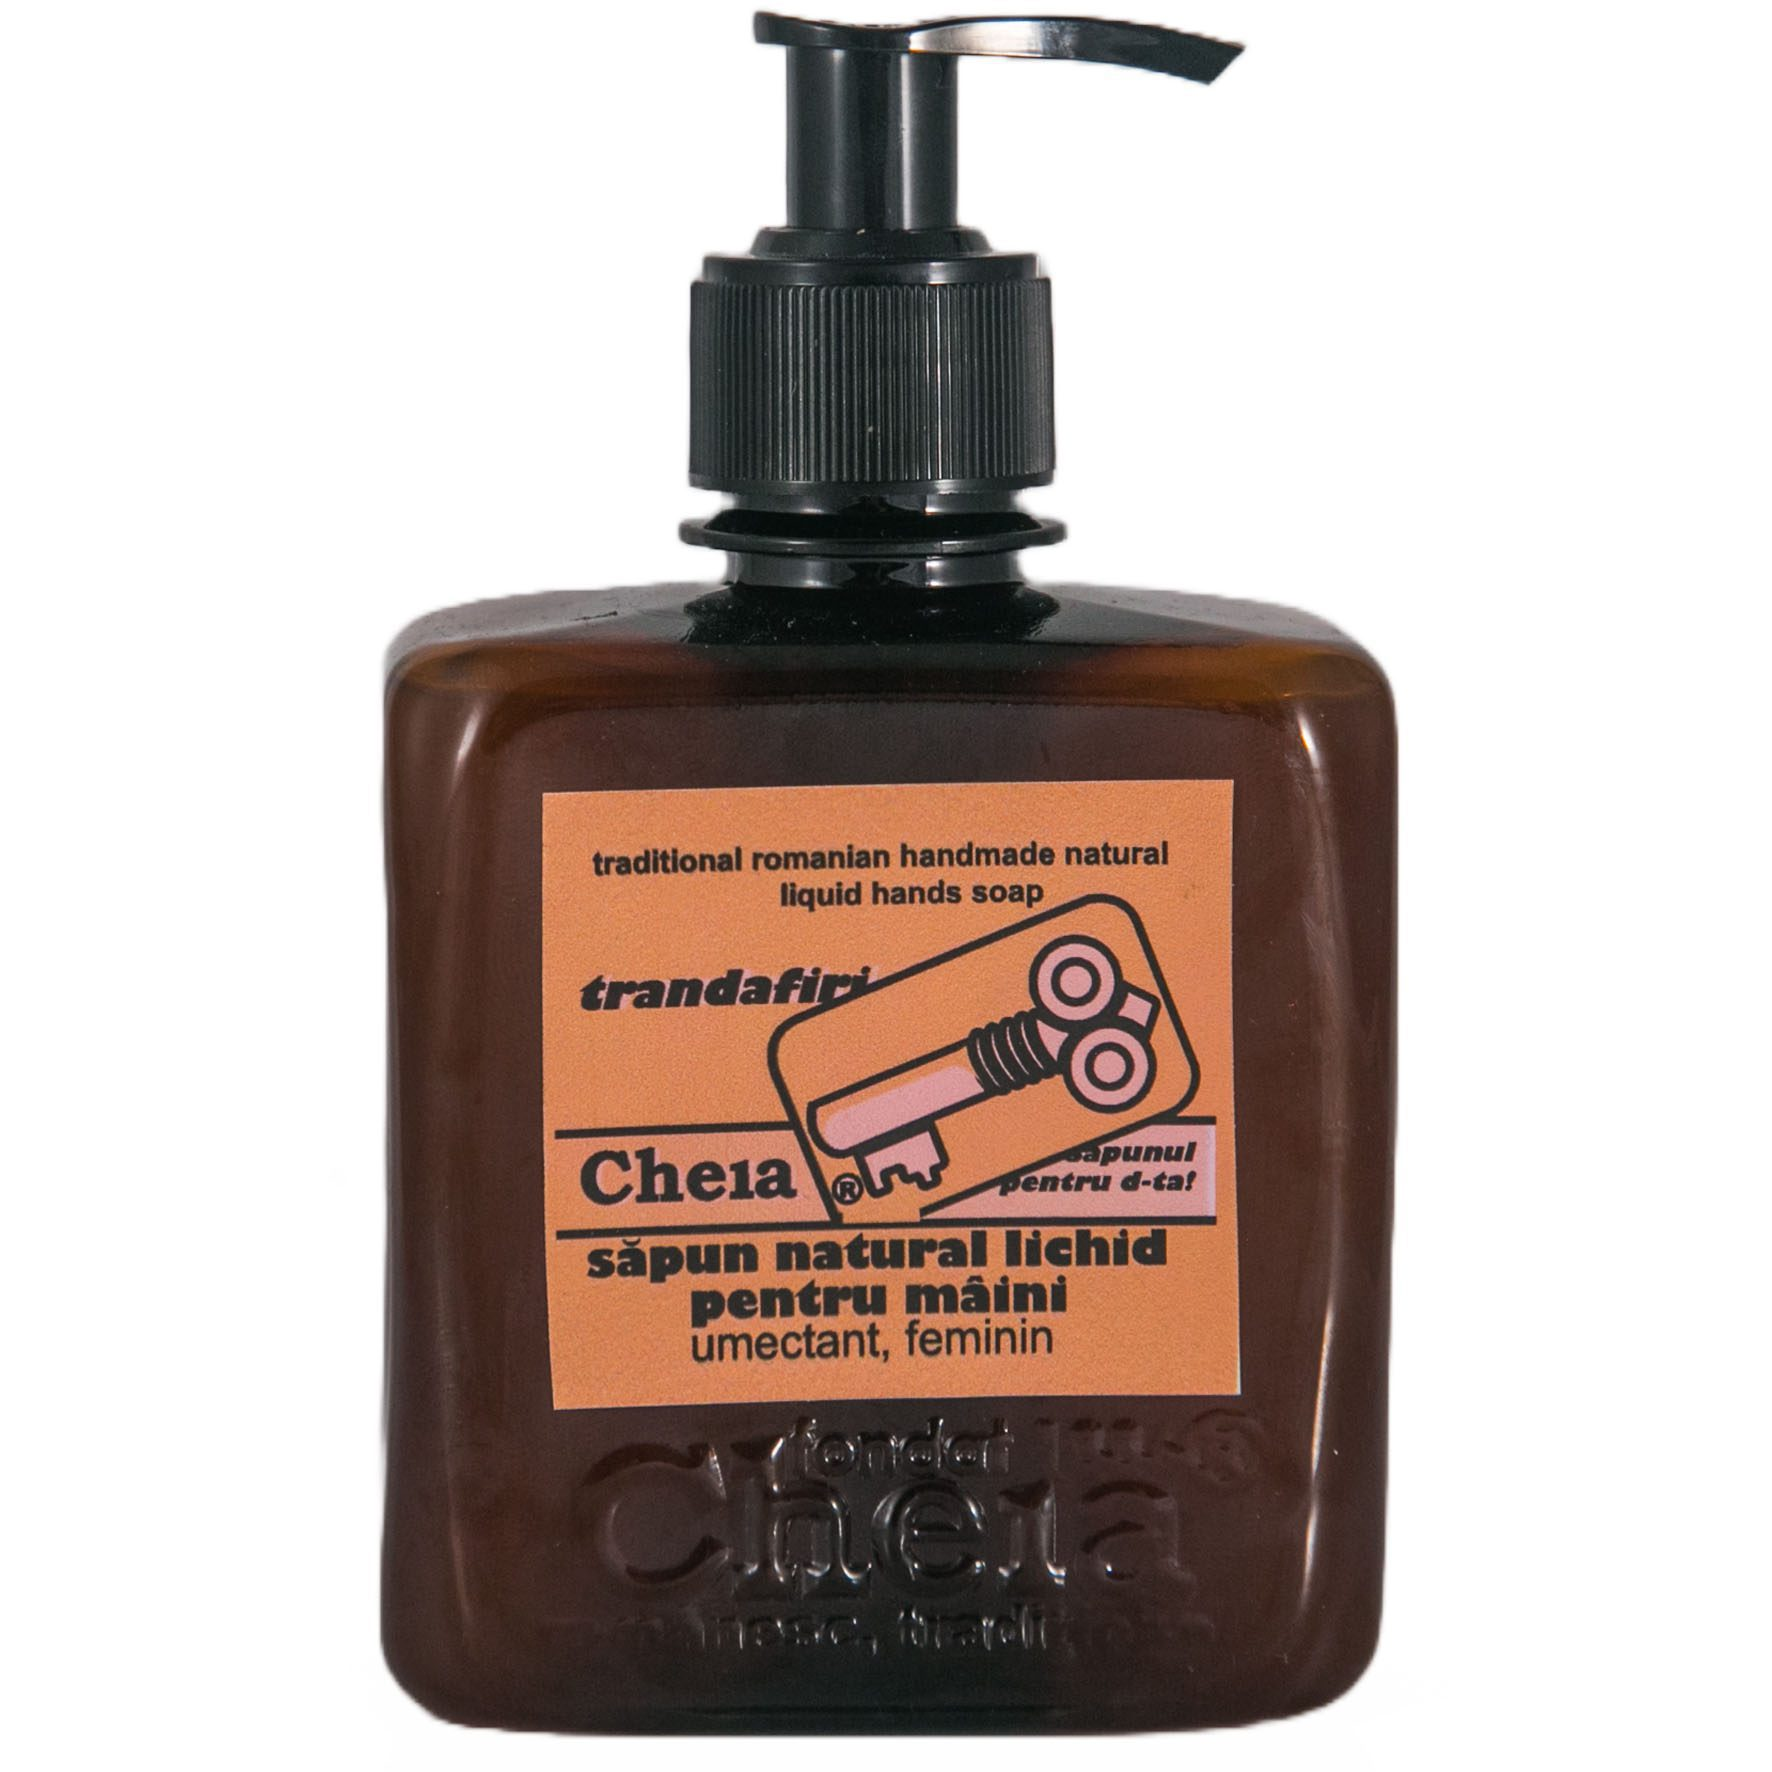 traditional romanian handmade natural
liquid hands soap
trandafiri
Cheia
®
săpunul
pentru d-ta!
săpun natural lichid
pentru mâini
umectant, feminin
fondat
Cheia®